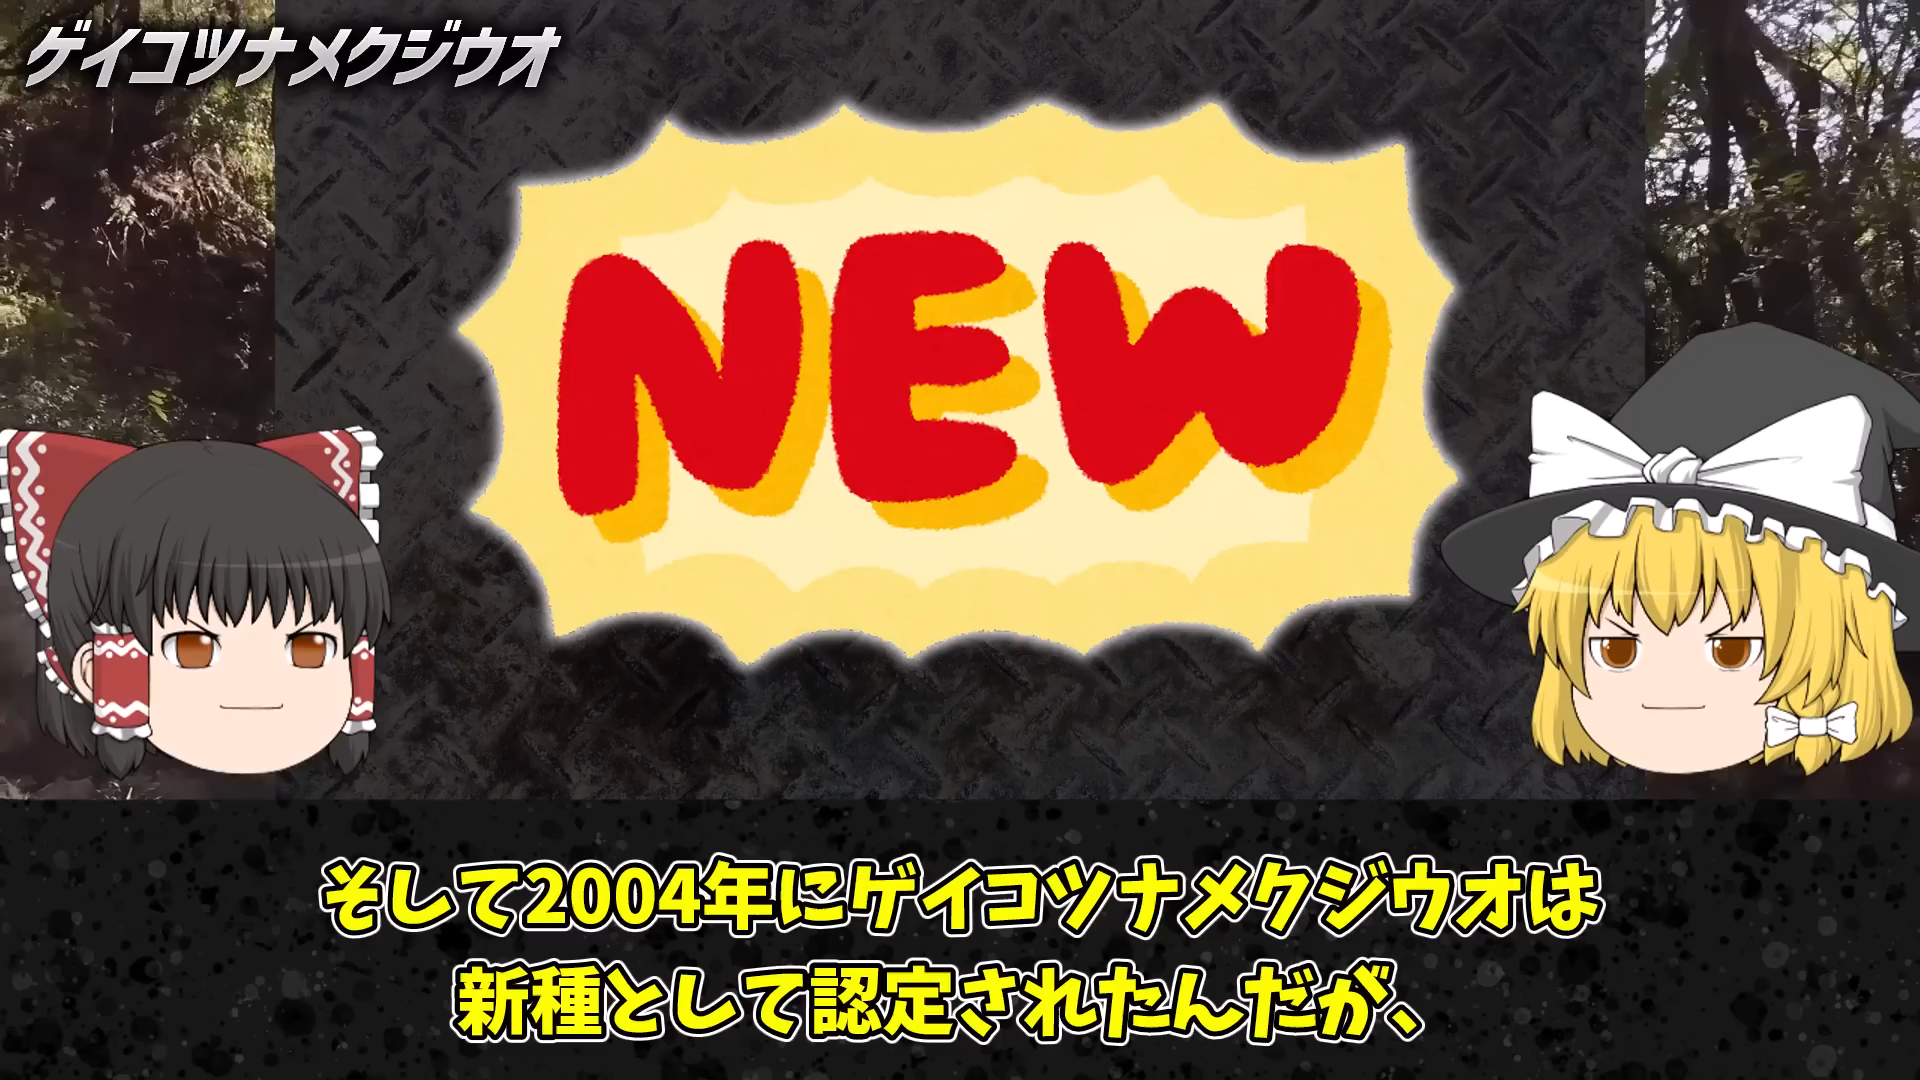 ゲイコツナメクジウオ
NEW
そして2004年にゲイコツナメクジウオは
新種として認定されたんだが、